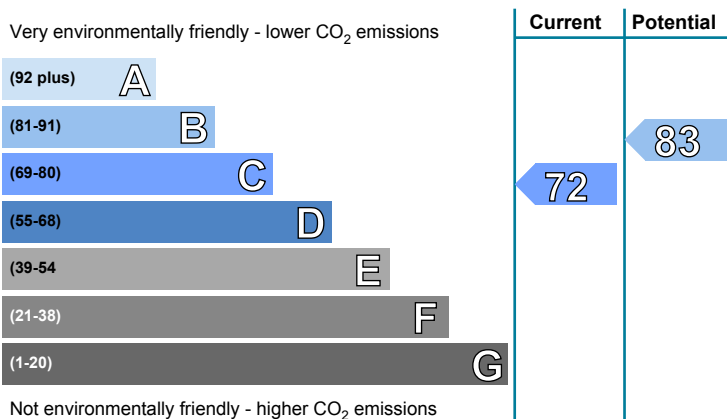 Very environmentally friendly - lower CO2 emissions
Current Potential
(92 plus) A
(81-91) B
83
(69-80) C
72
(55-68) D
(39-54 E
(21-38) F
(1-20) G
Not environmentally friendly - higher CO2 emissions